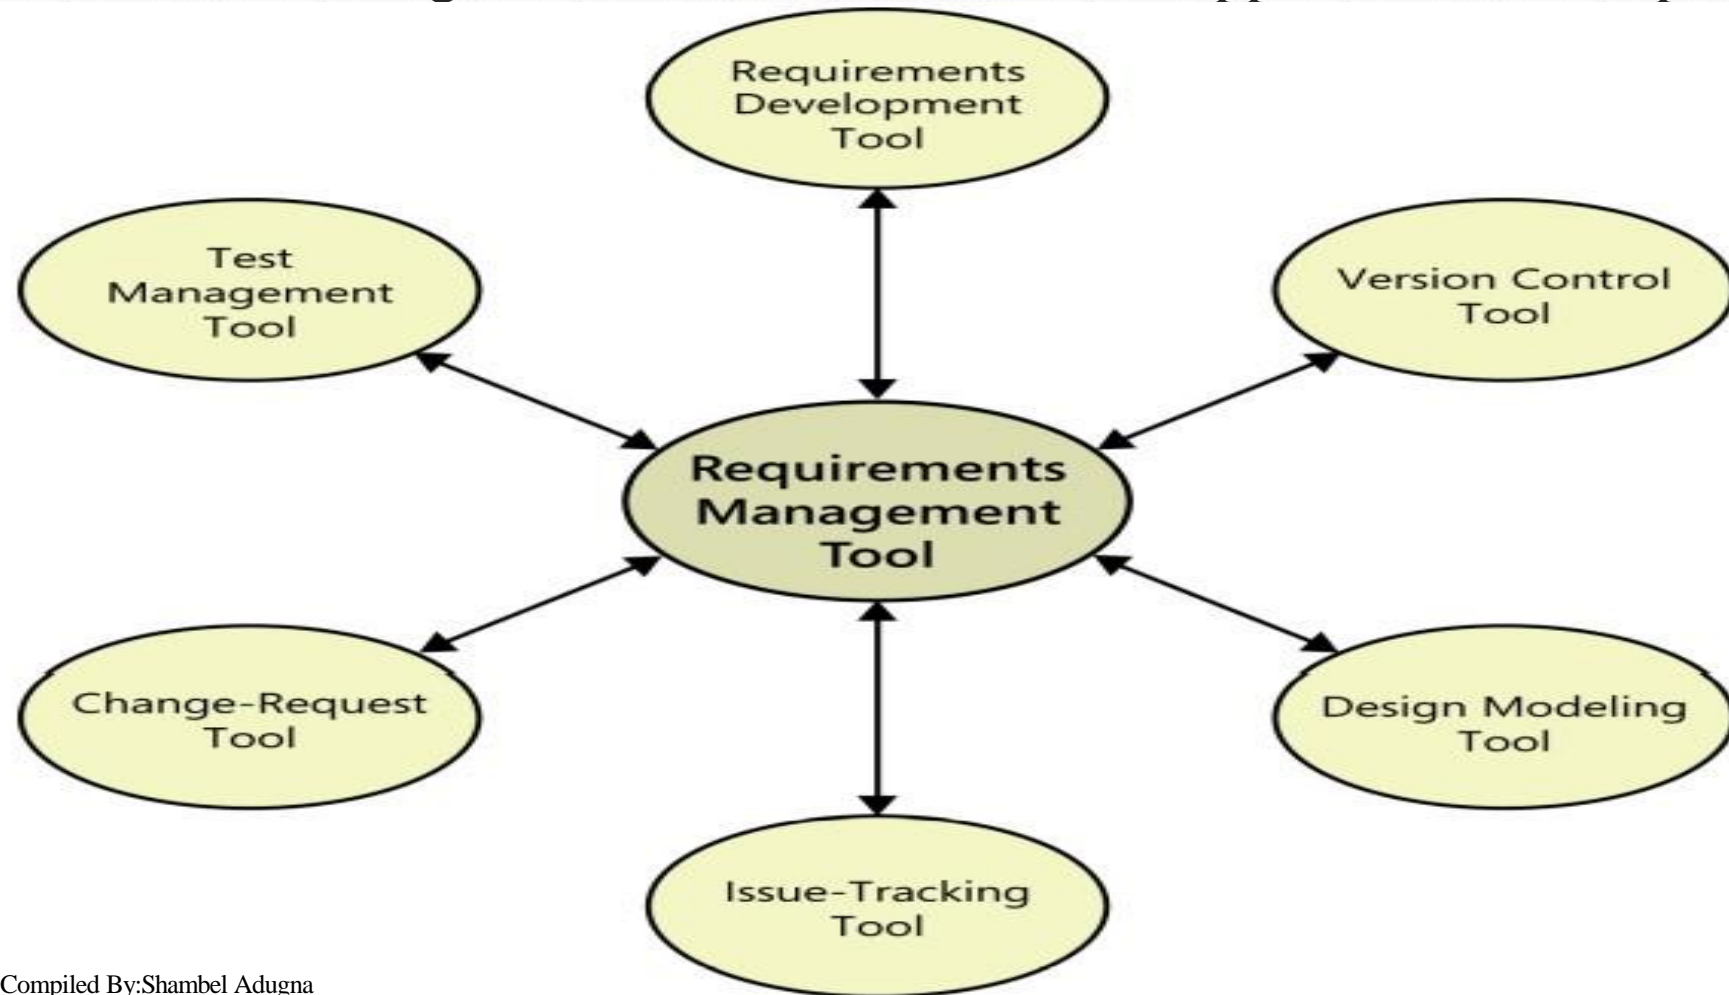 Requirements
Development
Tool
Test
Management
Tool
Version Control
Tool
Requirements
Management
Tool
Change-Request
Tool
Design Modeling
Tool
Issue-Tracking
Tool
Compiled By:Shambel Adugna